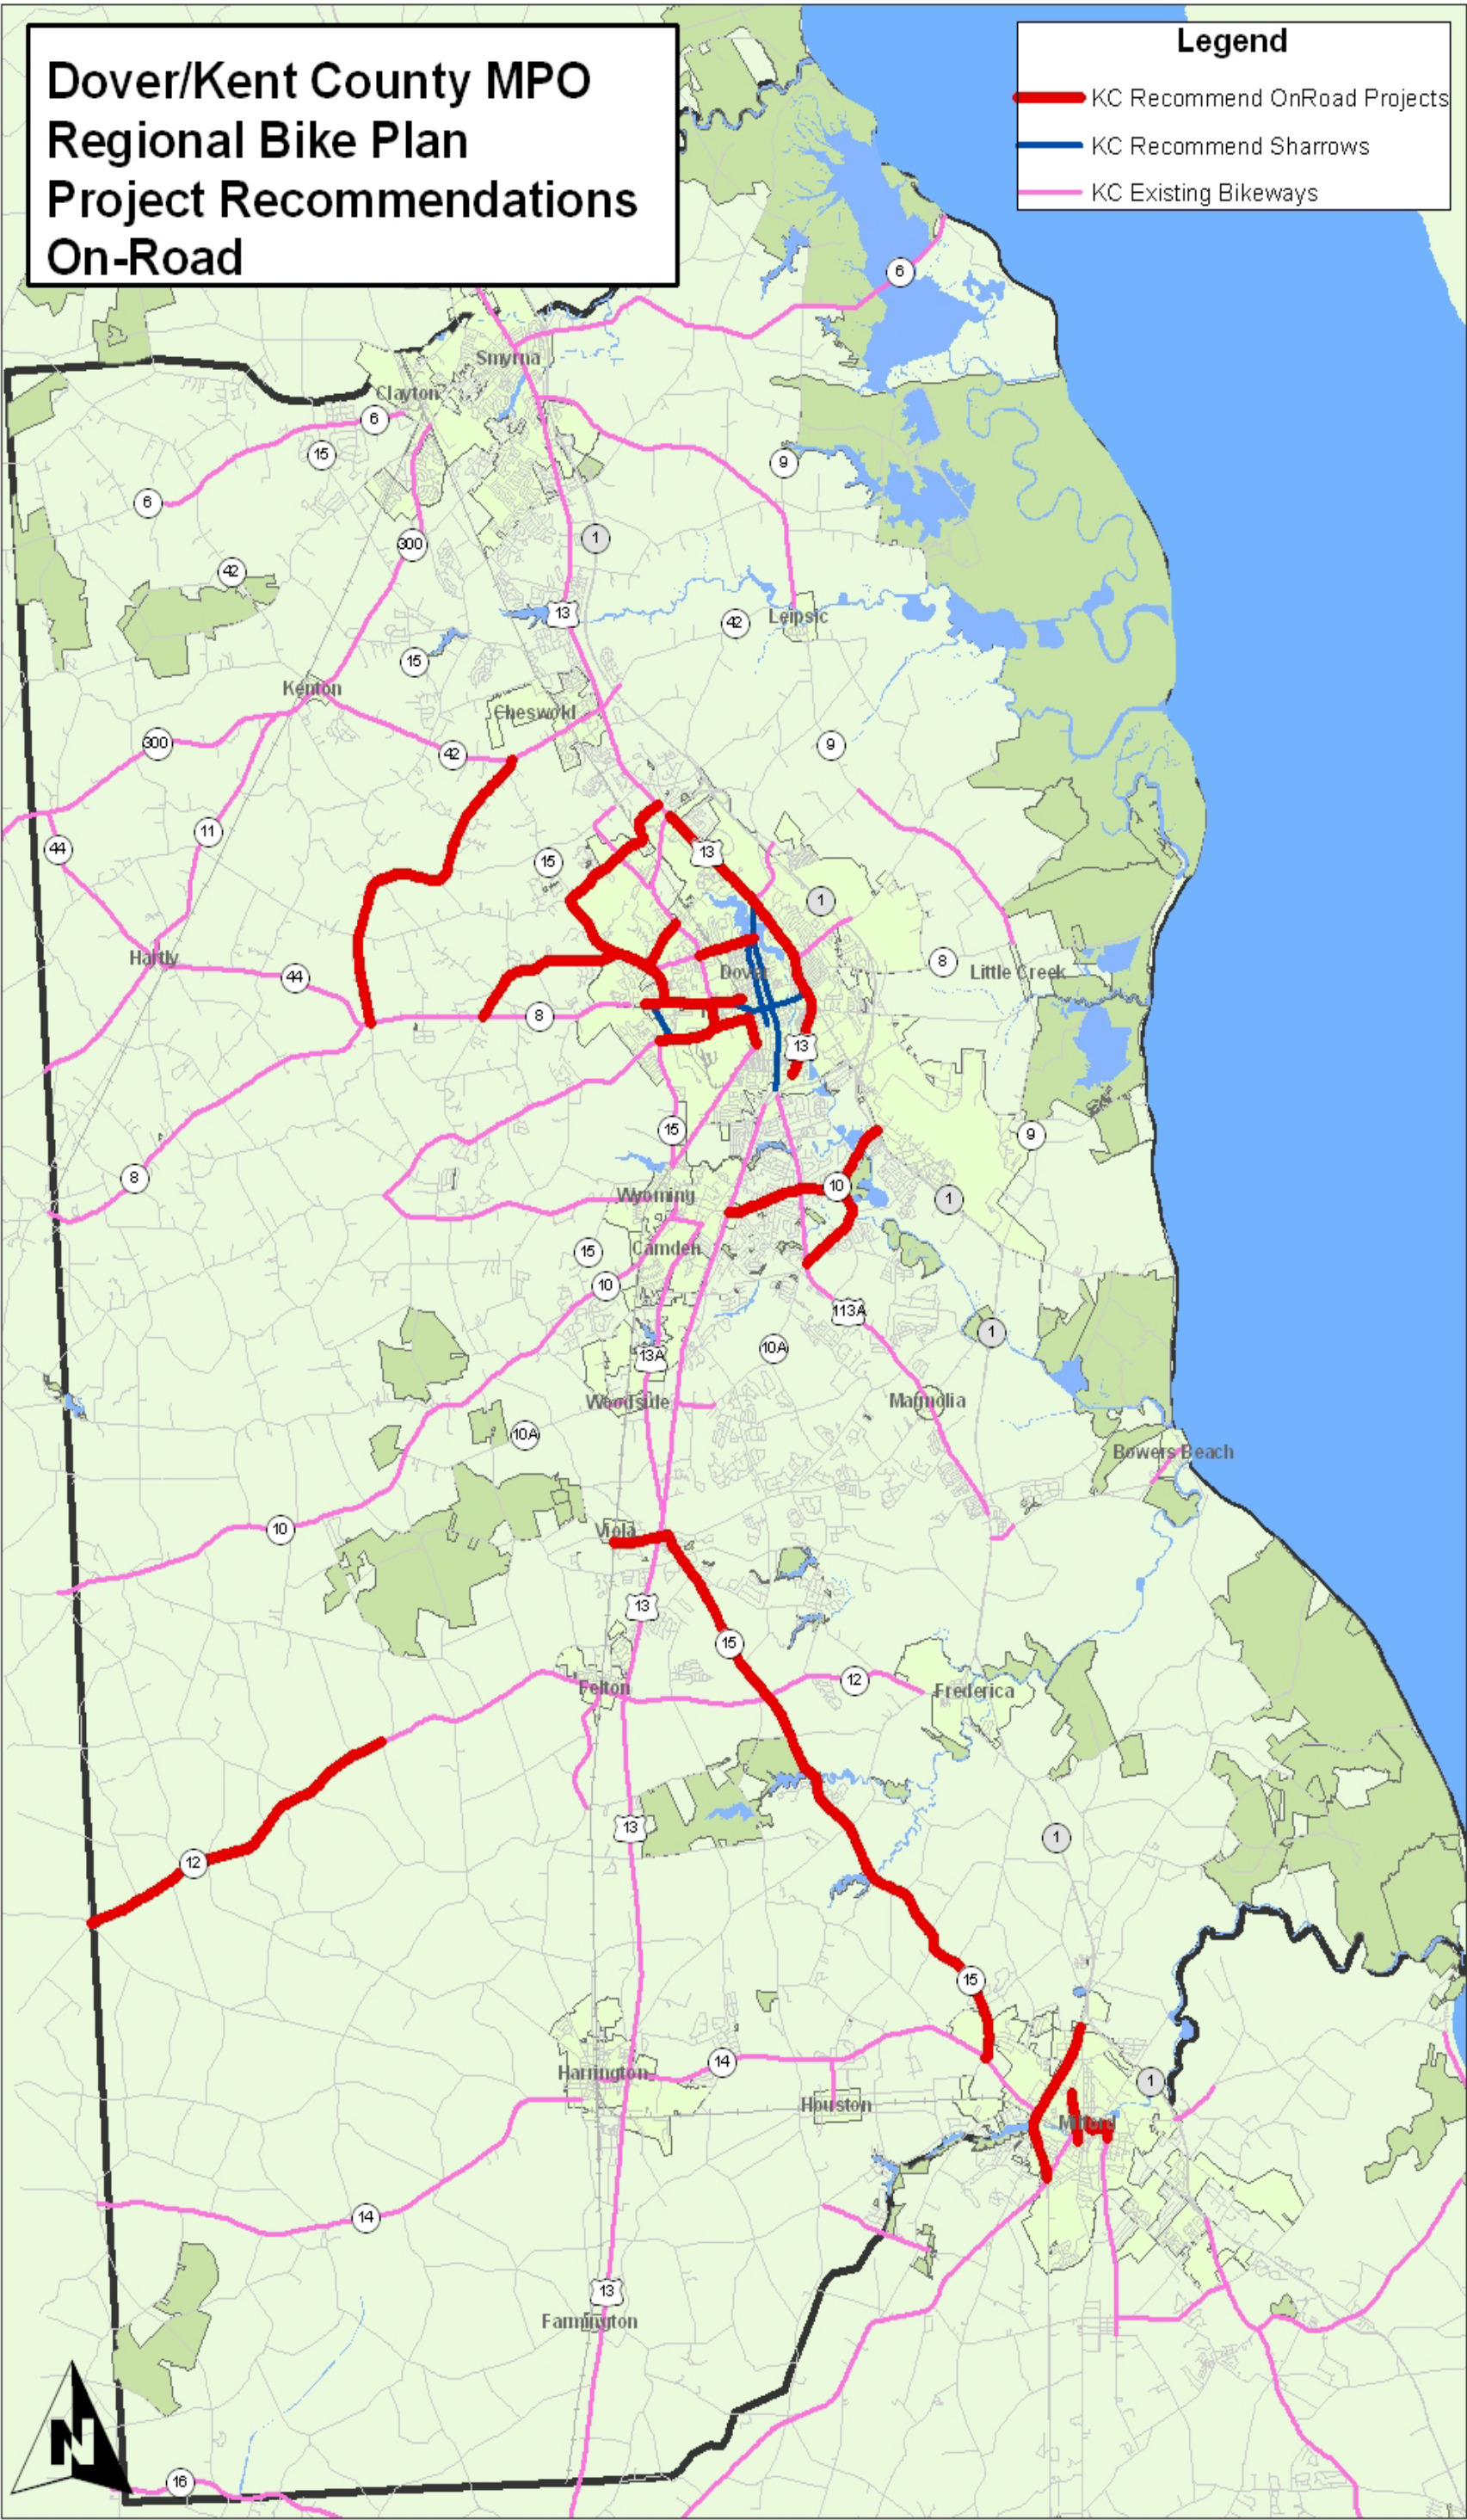 Dover/Kent County MPO
Regional Bike Plan
Project Recommendations
On-Road
Legend
KC Recommend OnRoad Projects
KC Recommend Sharrows
KC Existing Bikeways
6
Smyrna
Clayton
6
15
9
6
300
1
42
13
Leipsic
42
15
Kenton
Cheswold
300
42
9
11
44
15
13
1
Hartly
44
Dover
8
Little Creek
8
13
15
9
8
10
1
Wyoming
15
Camden
10
113A
1
10A
13A
Woodside
Magnolia
10A
Bowers Beach
10
Viola
13
15
12
Felton
Frederica
13
1
12
15
14
Harrington
1
Houston
Milford
14
13
Farmington
N
16